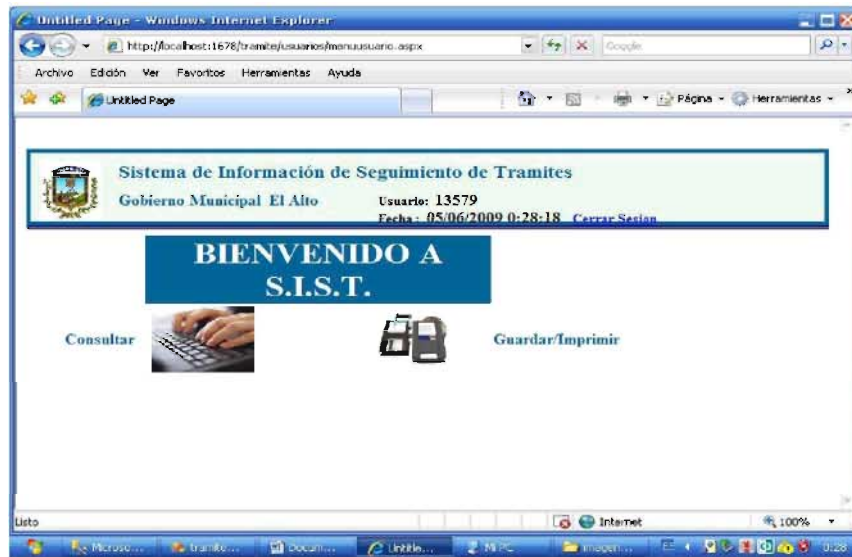 Untitled Page - Windows Internet Explorer
http://localhost:1678/tramite/usuarios/menuusuario.aspx
Google
Archivo Edición Ver Favoritos Herramientas Ayuda
Untitled Page
Página Herramientas
Sistema de Información de Seguimiento de Tramites
Gobierno Municipal El Alto
Usuario: 13579
Fecha : 05/06/2009 0:28:18 Cerrar Sesion
BIENVENIDO A
S.I.S.T.
Consultar
Guardar/Imprimir
Listo
Internet
100%
Microso... tramite... Docum... Untitle... Mi PC imagen... ES 0:28